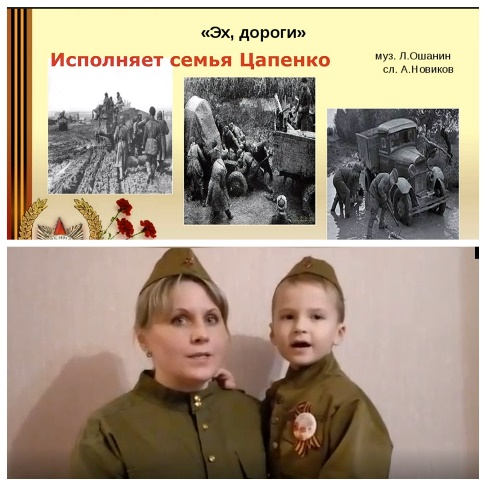 «Эх, дороги»
Исполняет семья Цапенко
муз. Л.Ошанин
сл. А.Новиков